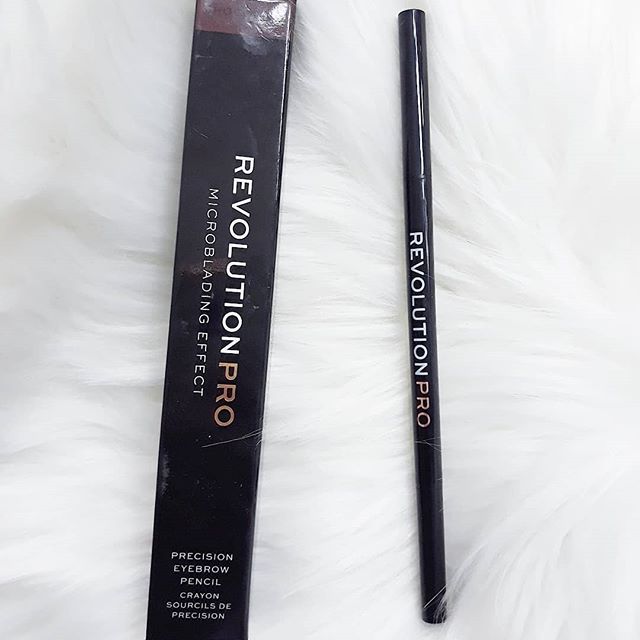 REVOLUTION PRO
MICROBLADING EFFECT
PRECISION
EYEBROW
PENCIL
CRAYON
SOURCILS DE
PRECISION
REVOLUTION PRO